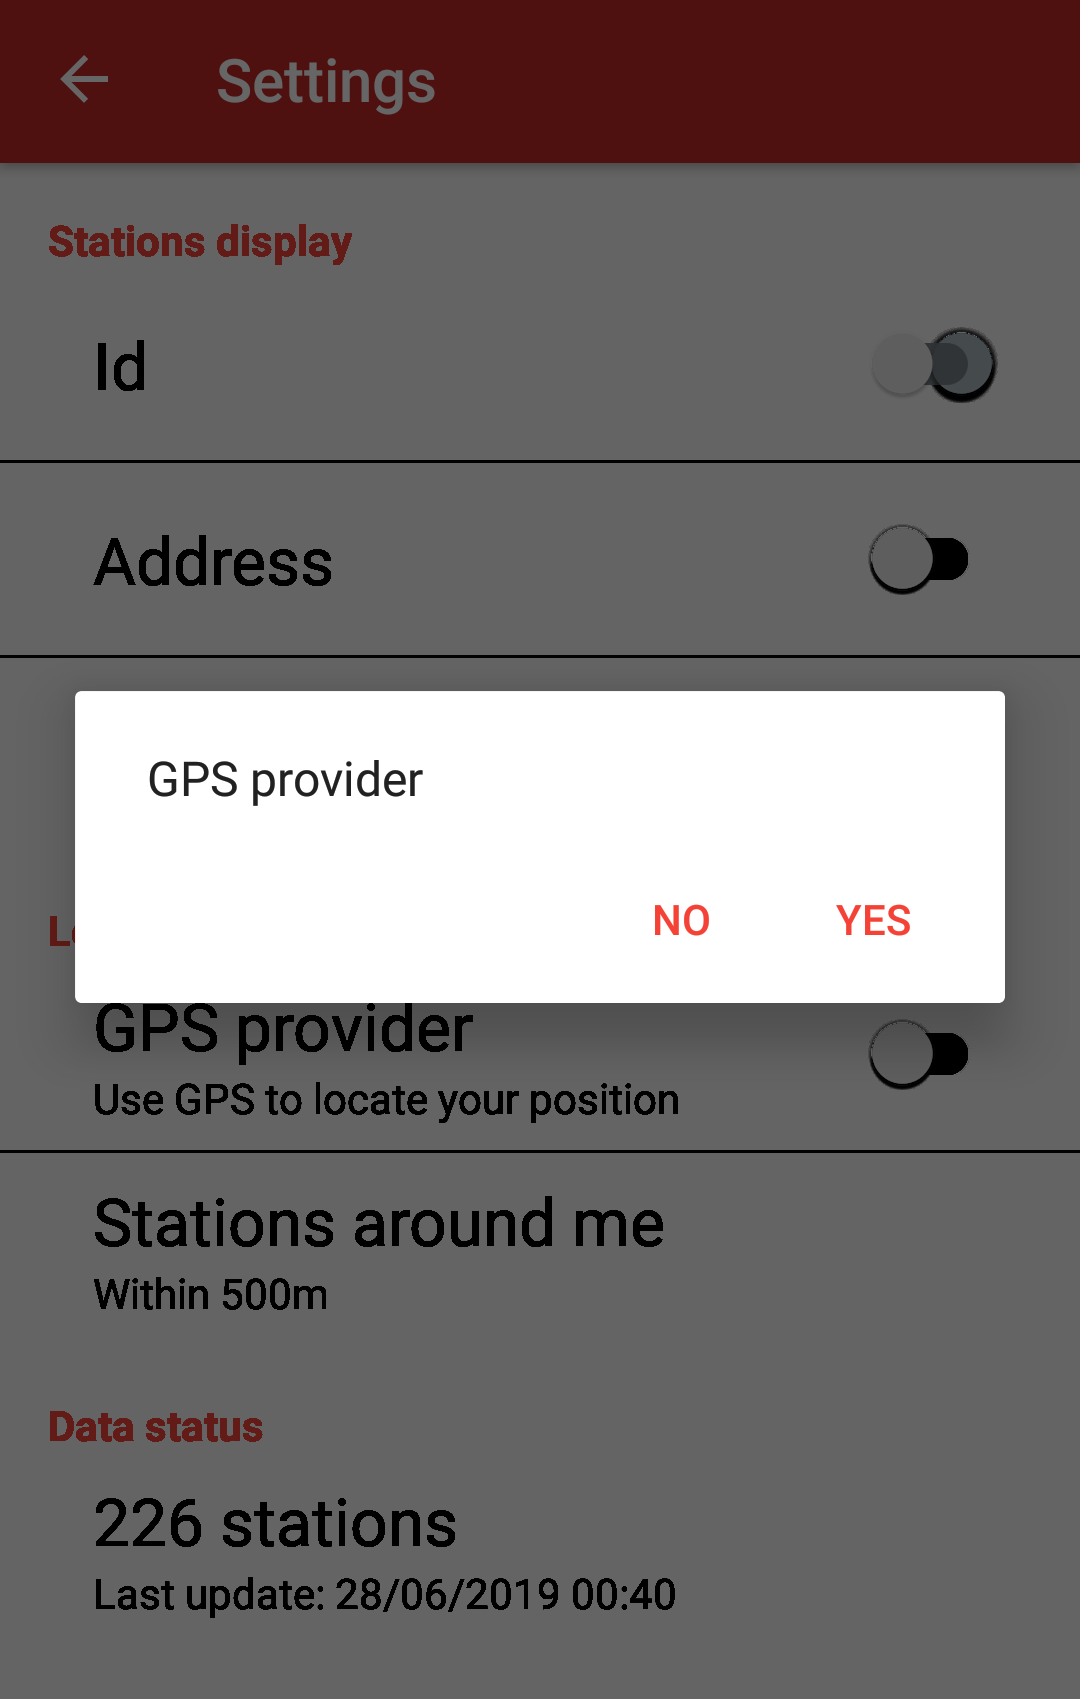 Settings
Stations display
Id
Address
GPS provider
NO YES
GPS provider
Use GPS to locate your position
Stations around me
Within 500m
Data status
226 stations
Last update: 28/06/2019 00:40